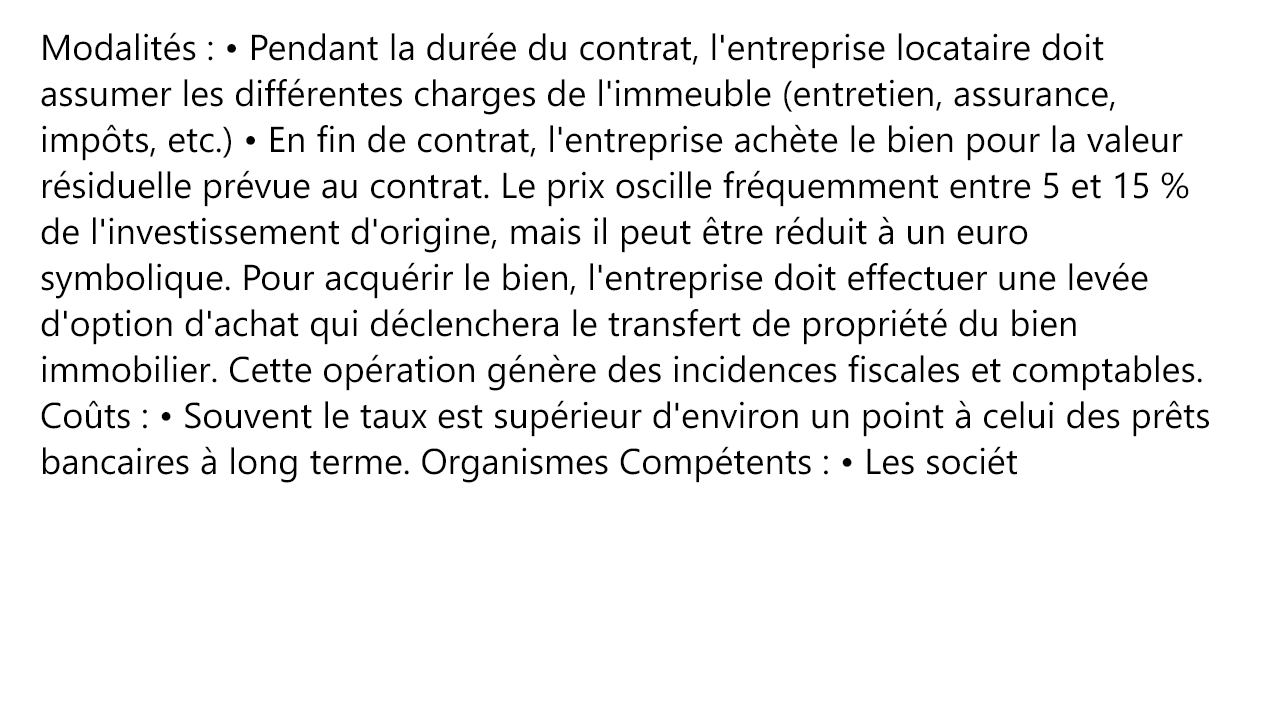 Modalités : • Pendant la durée du contrat, l'entreprise locataire doit
assumer les différentes charges de l'immeuble (entretien, assurance,
impôts, etc.) • En fin de contrat, l'entreprise achète le bien pour la valeur
résiduelle prévue au contrat. Le prix oscille fréquemment entre 5 et 15 %
de l'investissement d'origine, mais il peut être réduit à un euro
symbolique. Pour acquérir le bien, l'entreprise doit effectuer une levée
d'option d'achat qui déclenchera le transfert de propriété du bien
immobilier. Cette opération génère des incidences fiscales et comptables.
Coûts : • Souvent le taux est supérieur d'environ un point à celui des prêts
bancaires à long terme. Organismes Compétents : • Les sociét